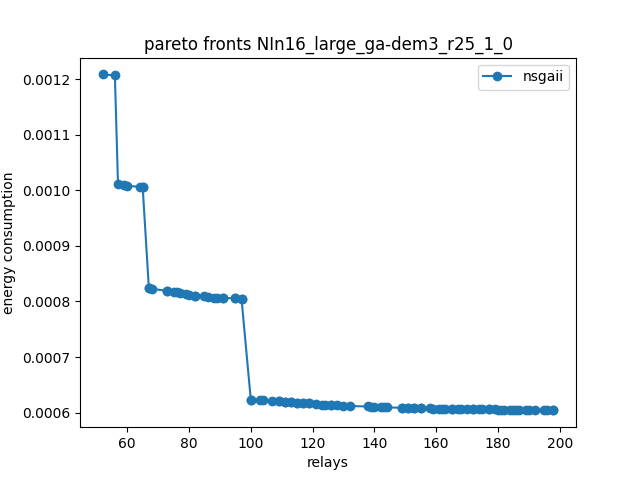 pareto fronts NIn16_large_ga-dem3_r25_1_0
nsgaii
energy consumption
0.0012
0.0011
0.0010
0.0009
0.0008
0.0007
0.0006
60 80 100 120 140 160 180 200
relays